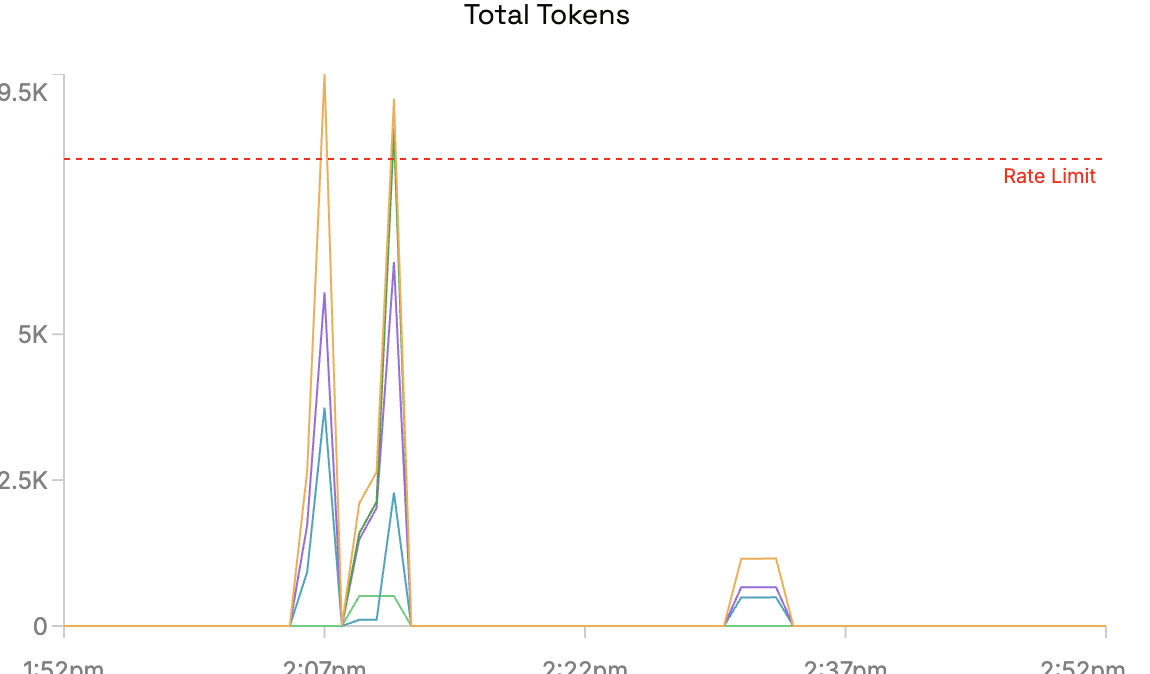 Total Tokens
9.5K
Rate Limit
5K
2.5K
0
1:52pm
2:07pm
2:22pm
2:37pm
2:52pm